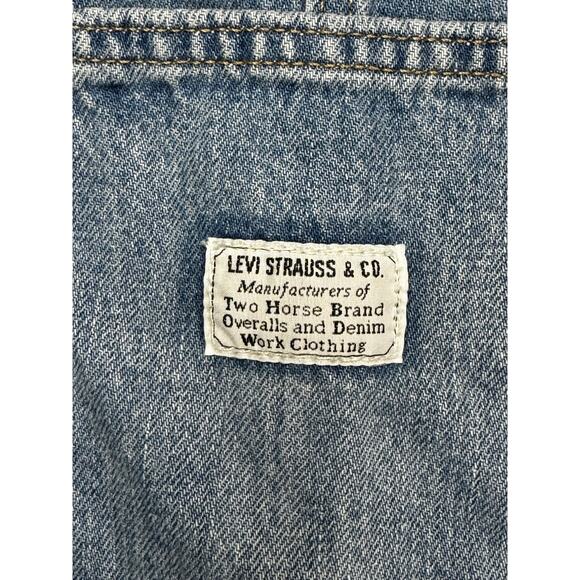 LEVI STRAUSS & CO.
Manufacturers of
Two Horse Brand
Overalls and Denim
Work Clothing